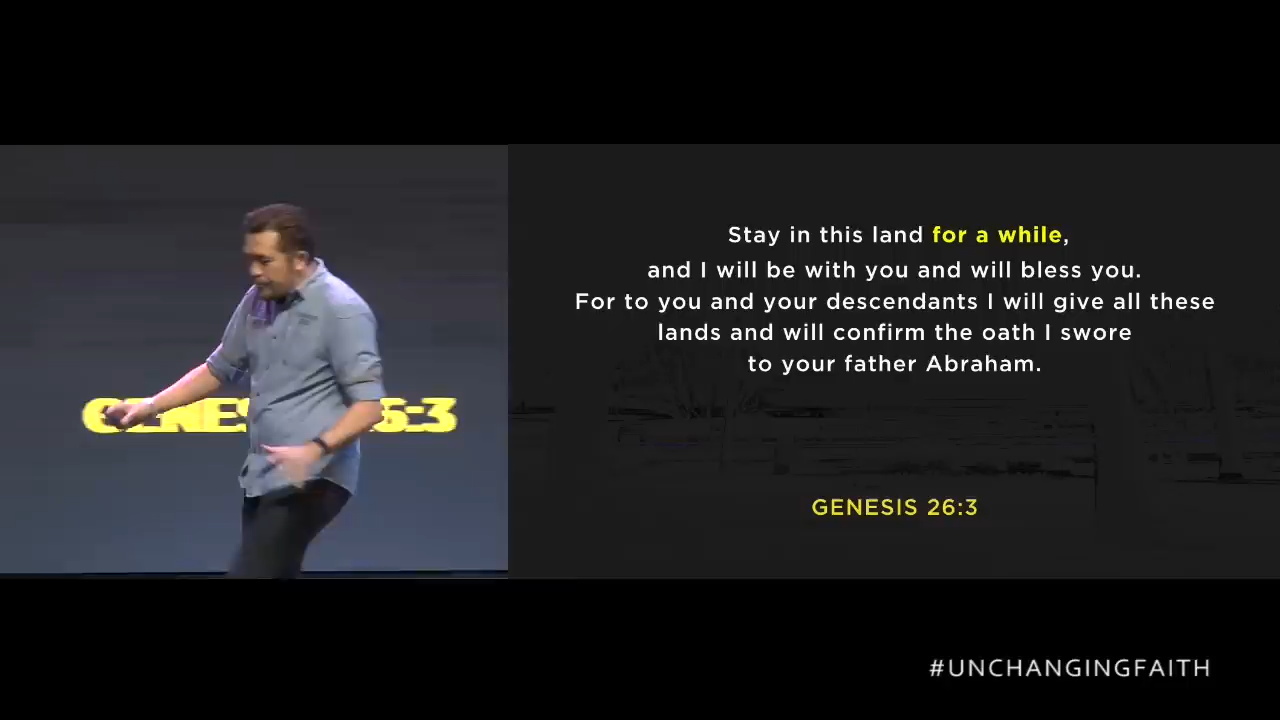 Stay in this land for a while,
and I will be with you and will bless you.
For to you and your descendants I will give all these
lands and will confirm the oath I swore
to your father Abraham.
GENESIS 26:3
#UNCHANGINGFAITH